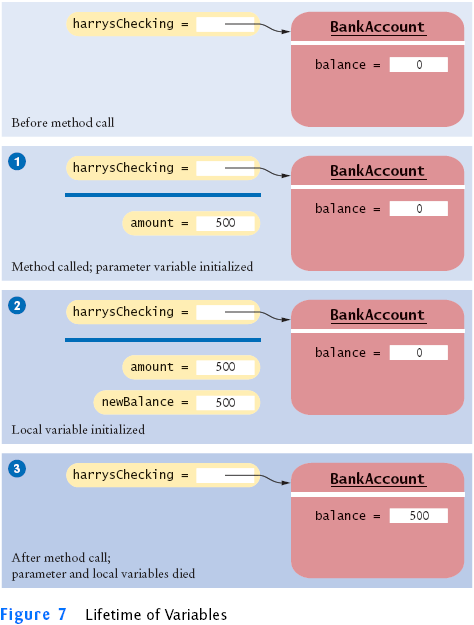 harrysChecking =
BankAccount
balance = 0
Before method call
1
harrysChecking =
BankAccount
balance = 0
amount = 500
Method called; parameter variable initialized
2
harrysChecking =
BankAccount
balance = 0
amount = 500
newBalance = 500
Local variable initialized
3
harrysChecking =
BankAccount
balance = 500
After method call;
parameter and local variables died
Figure 7 Lifetime of Variables